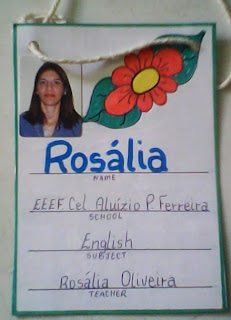 Rosália
NAME
EEEF Cel Aluízio P Ferreira
SCHOOL
English
SUBJECT
Rosália Oliveira
TEACHER